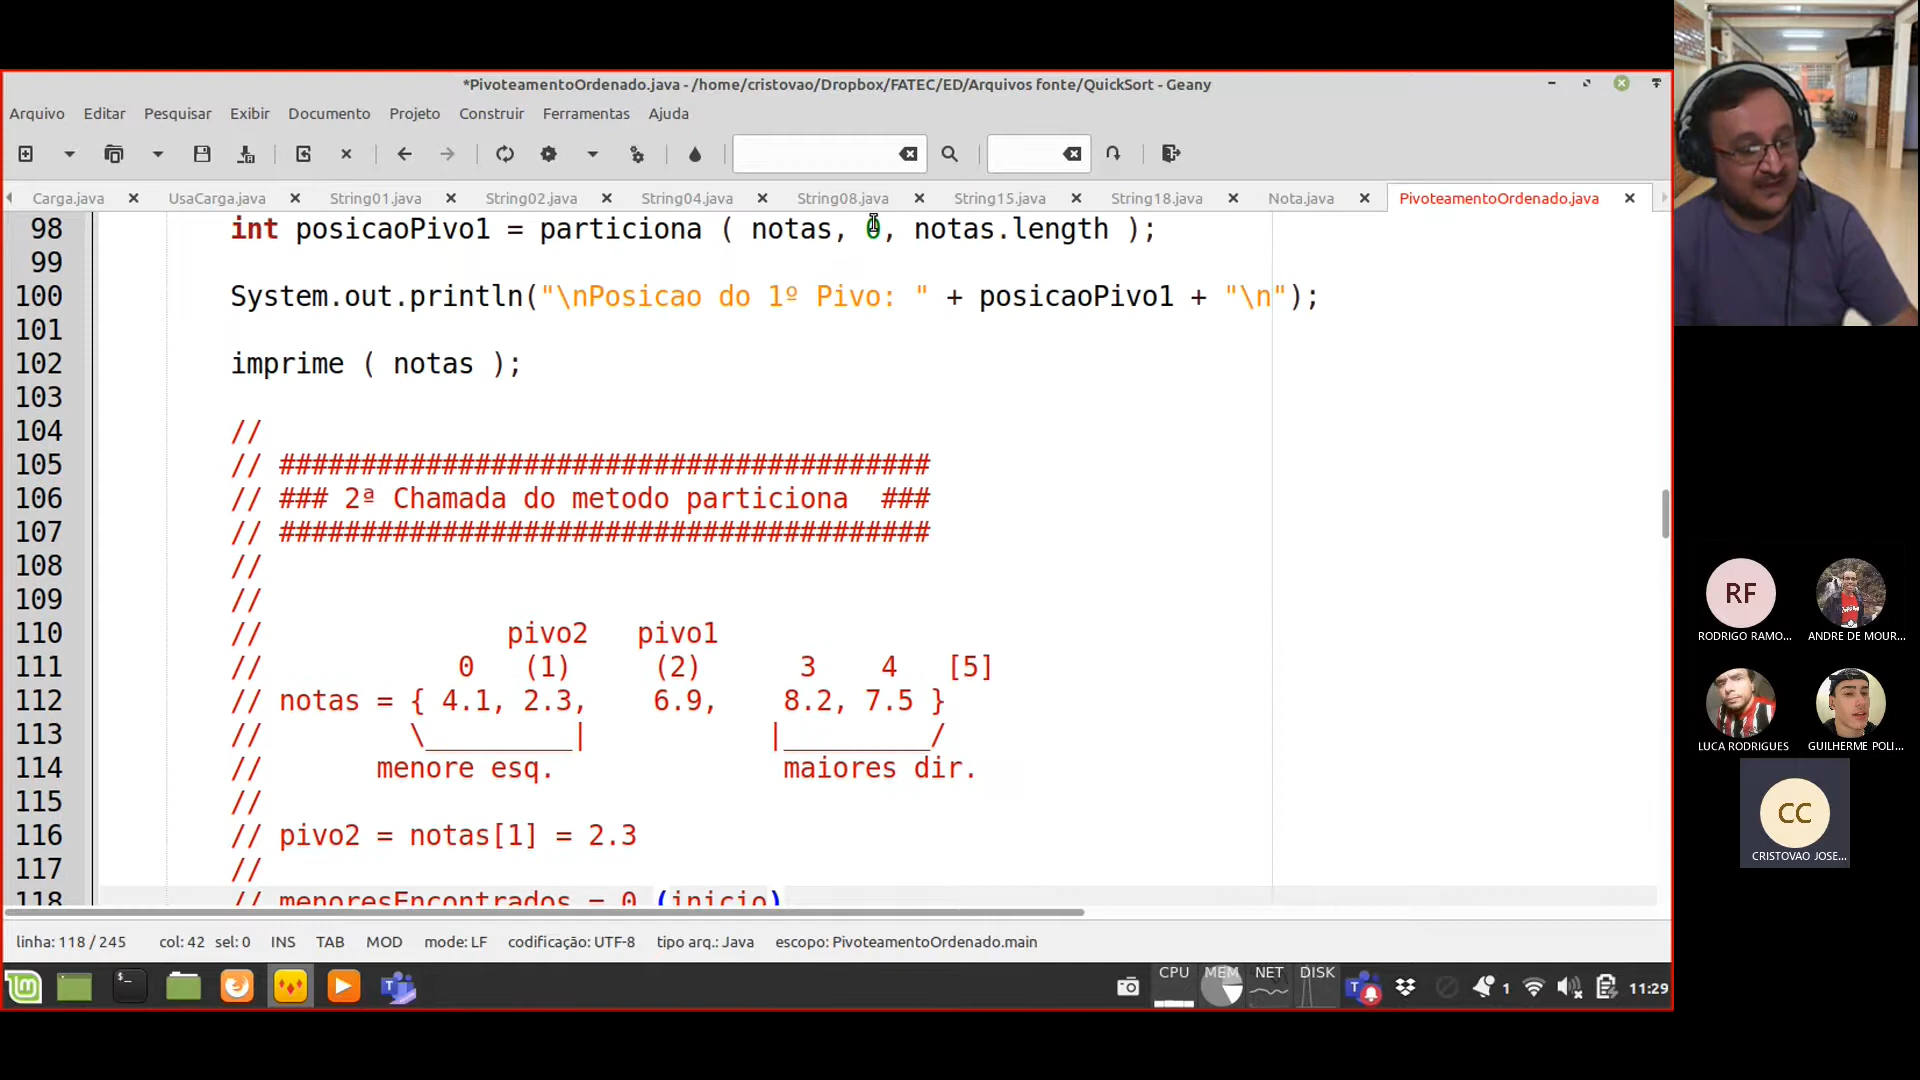 *PivoteamentoOrdenado.java - /home/cristovao/Dropbox/FATEC/ED/Arquivos fonte/QuickSort - Geany
Arquivo Editar Pesquisar Exibir Documento Projeto Construir Ferramentas Ajuda
Carga.java UsaCarga.java String01.java String02.java String04.java String08.java String15.java String18.java Nota.java PivoteamentoOrdenado.java
98 int posicaoPivo1 = particiona ( notas, 0, notas.length );
99
100 System.out.println("\nPosicao do 1º Pivo: " + posicaoPivo1 + "\n");
101
102 imprime ( notas );
103
104 //
105 // ########################################
106 // ### 2ª Chamada do metodo particiona ###
107 // ########################################
108 //
109 //
110 // pivo2 pivo1
111 // 0 (1) (2) 3 4 [5]
112 // notas = { 4.1, 2.3, 6.9, 8.2, 7.5 }
113 // \_________| |_________/
114 // menore esq. maiores dir.
115 //
116 // pivo2 = notas[1] = 2.3
117 //
118 // menoresEncontrados = 0 (inicio)
linha: 118 / 245 col: 42 sel: 0 INS TAB MOD mode: LF codificação: UTF-8 tipo arq.: Java escopo: PivoteamentoOrdenado.main
CPU MEM NET DISK 1 11:29
RF
RODRIGO RAMO... ANDRE DE MOUR...
LUCA RODRIGUES GUILHERME POLI...
CC
CRISTOVAO JOSE...